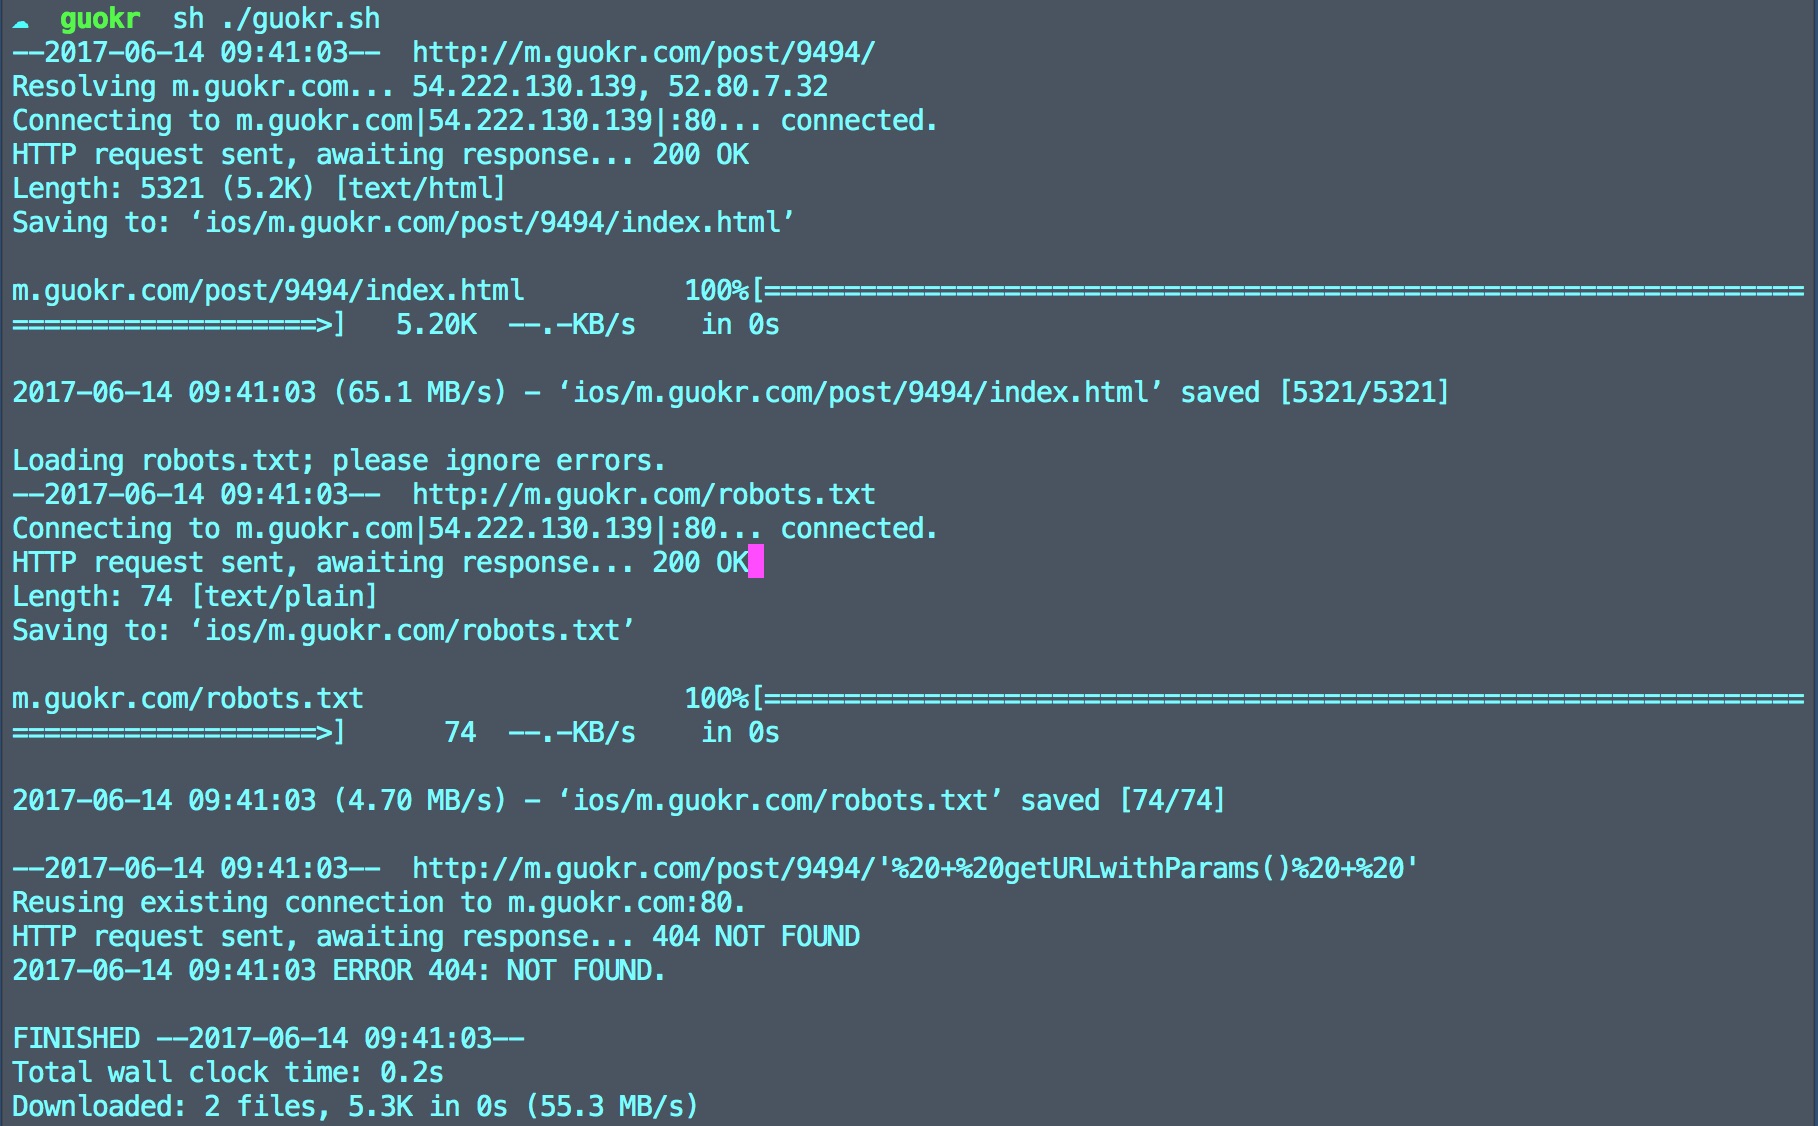 guokr sh ./guokr.sh
--2017-06-14 09:41:03--  http://m.guokr.com/post/9494/
Resolving m.guokr.com... 54.222.130.139, 52.80.7.32
Connecting to m.guokr.com|54.222.130.139|:80... connected.
HTTP request sent, awaiting response... 200 OK
Length: 5321 (5.2K) [text/html]
Saving to: ‘ios/m.guokr.com/post/9494/index.html’
m.guokr.com/post/9494/index.html          100%[=================================================================
===================>]   5.20K  --.-KB/s    in 0s
2017-06-14 09:41:03 (65.1 MB/s) - ‘ios/m.guokr.com/post/9494/index.html’ saved [5321/5321]
Loading robots.txt; please ignore errors.
--2017-06-14 09:41:03--  http://m.guokr.com/robots.txt
Connecting to m.guokr.com|54.222.130.139|:80... connected.
HTTP request sent, awaiting response... 200 OK
Length: 74 [text/plain]
Saving to: ‘ios/m.guokr.com/robots.txt’
m.guokr.com/robots.txt                    100%[=================================================================
===================>]      74  --.-KB/s    in 0s
2017-06-14 09:41:03 (4.70 MB/s) - ‘ios/m.guokr.com/robots.txt’ saved [74/74]
--2017-06-14 09:41:03--  http://m.guokr.com/post/9494/'%20+%20getURLwithParams()%20+%20'
Reusing existing connection to m.guokr.com:80.
HTTP request sent, awaiting response... 404 NOT FOUND
2017-06-14 09:41:03 ERROR 404: NOT FOUND.
FINISHED --2017-06-14 09:41:03--
Total wall clock time: 0.2s
Downloaded: 2 files, 5.3K in 0s (55.3 MB/s)